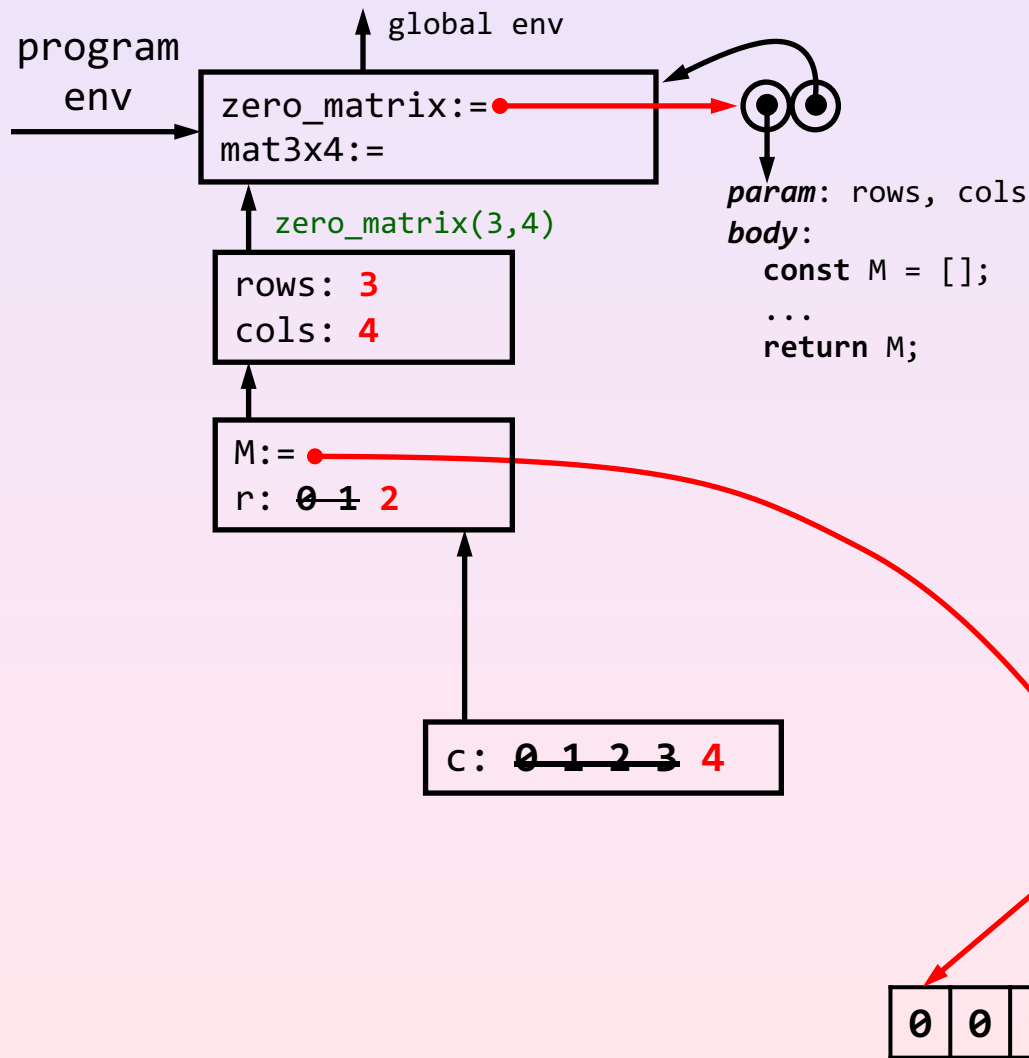 global env
program
env
zero_matrix:=
mat3x4:=
param: rows, cols
body:
const M = [];
...
return M;
zero_matrix(3,4)
rows: 3
cols: 4
M:=
r: 0 1 2
c: 0 1 2 3 4
0 0